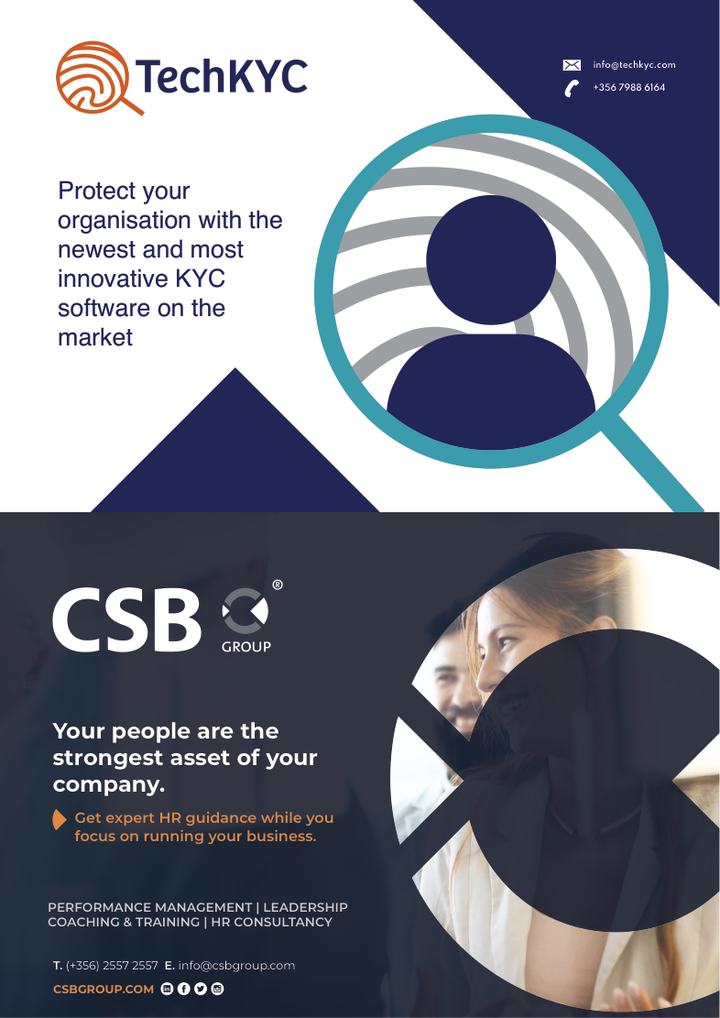 TechKYC
info@techkyc.com
+356 7988 6164
Protect your
organisation with the
newest and most
innovative KYC
software on the
market
CSB
®
GROUP
Your people are the
strongest asset of your
company.
Get expert HR guidance while you
focus on running your business.
PERFORMANCE MANAGEMENT | LEADERSHIP
COACHING & TRAINING | HR CONSULTANCY
T. (+356) 2557 2557 E. info@csbgroup.com
CSBGROUP.COM